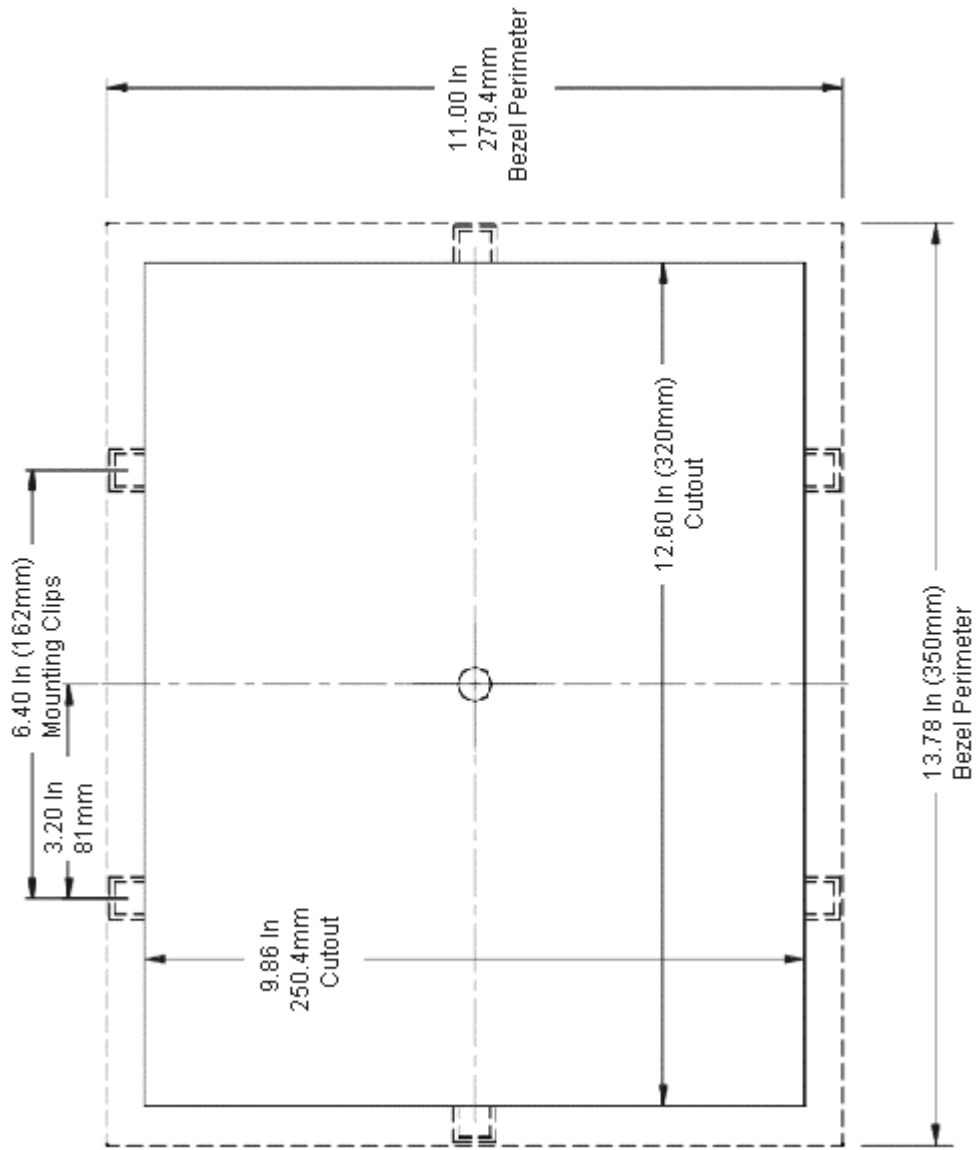 6.40 In (162mm)
Mounting Clips
3.20 In
81mm
9.86 In
250.4mm
Cutout
12.60 In (320mm)
Cutout
11.00 In
279.4mm
Bezel Perimeter
13.78 In (350mm)
Bezel Perimeter